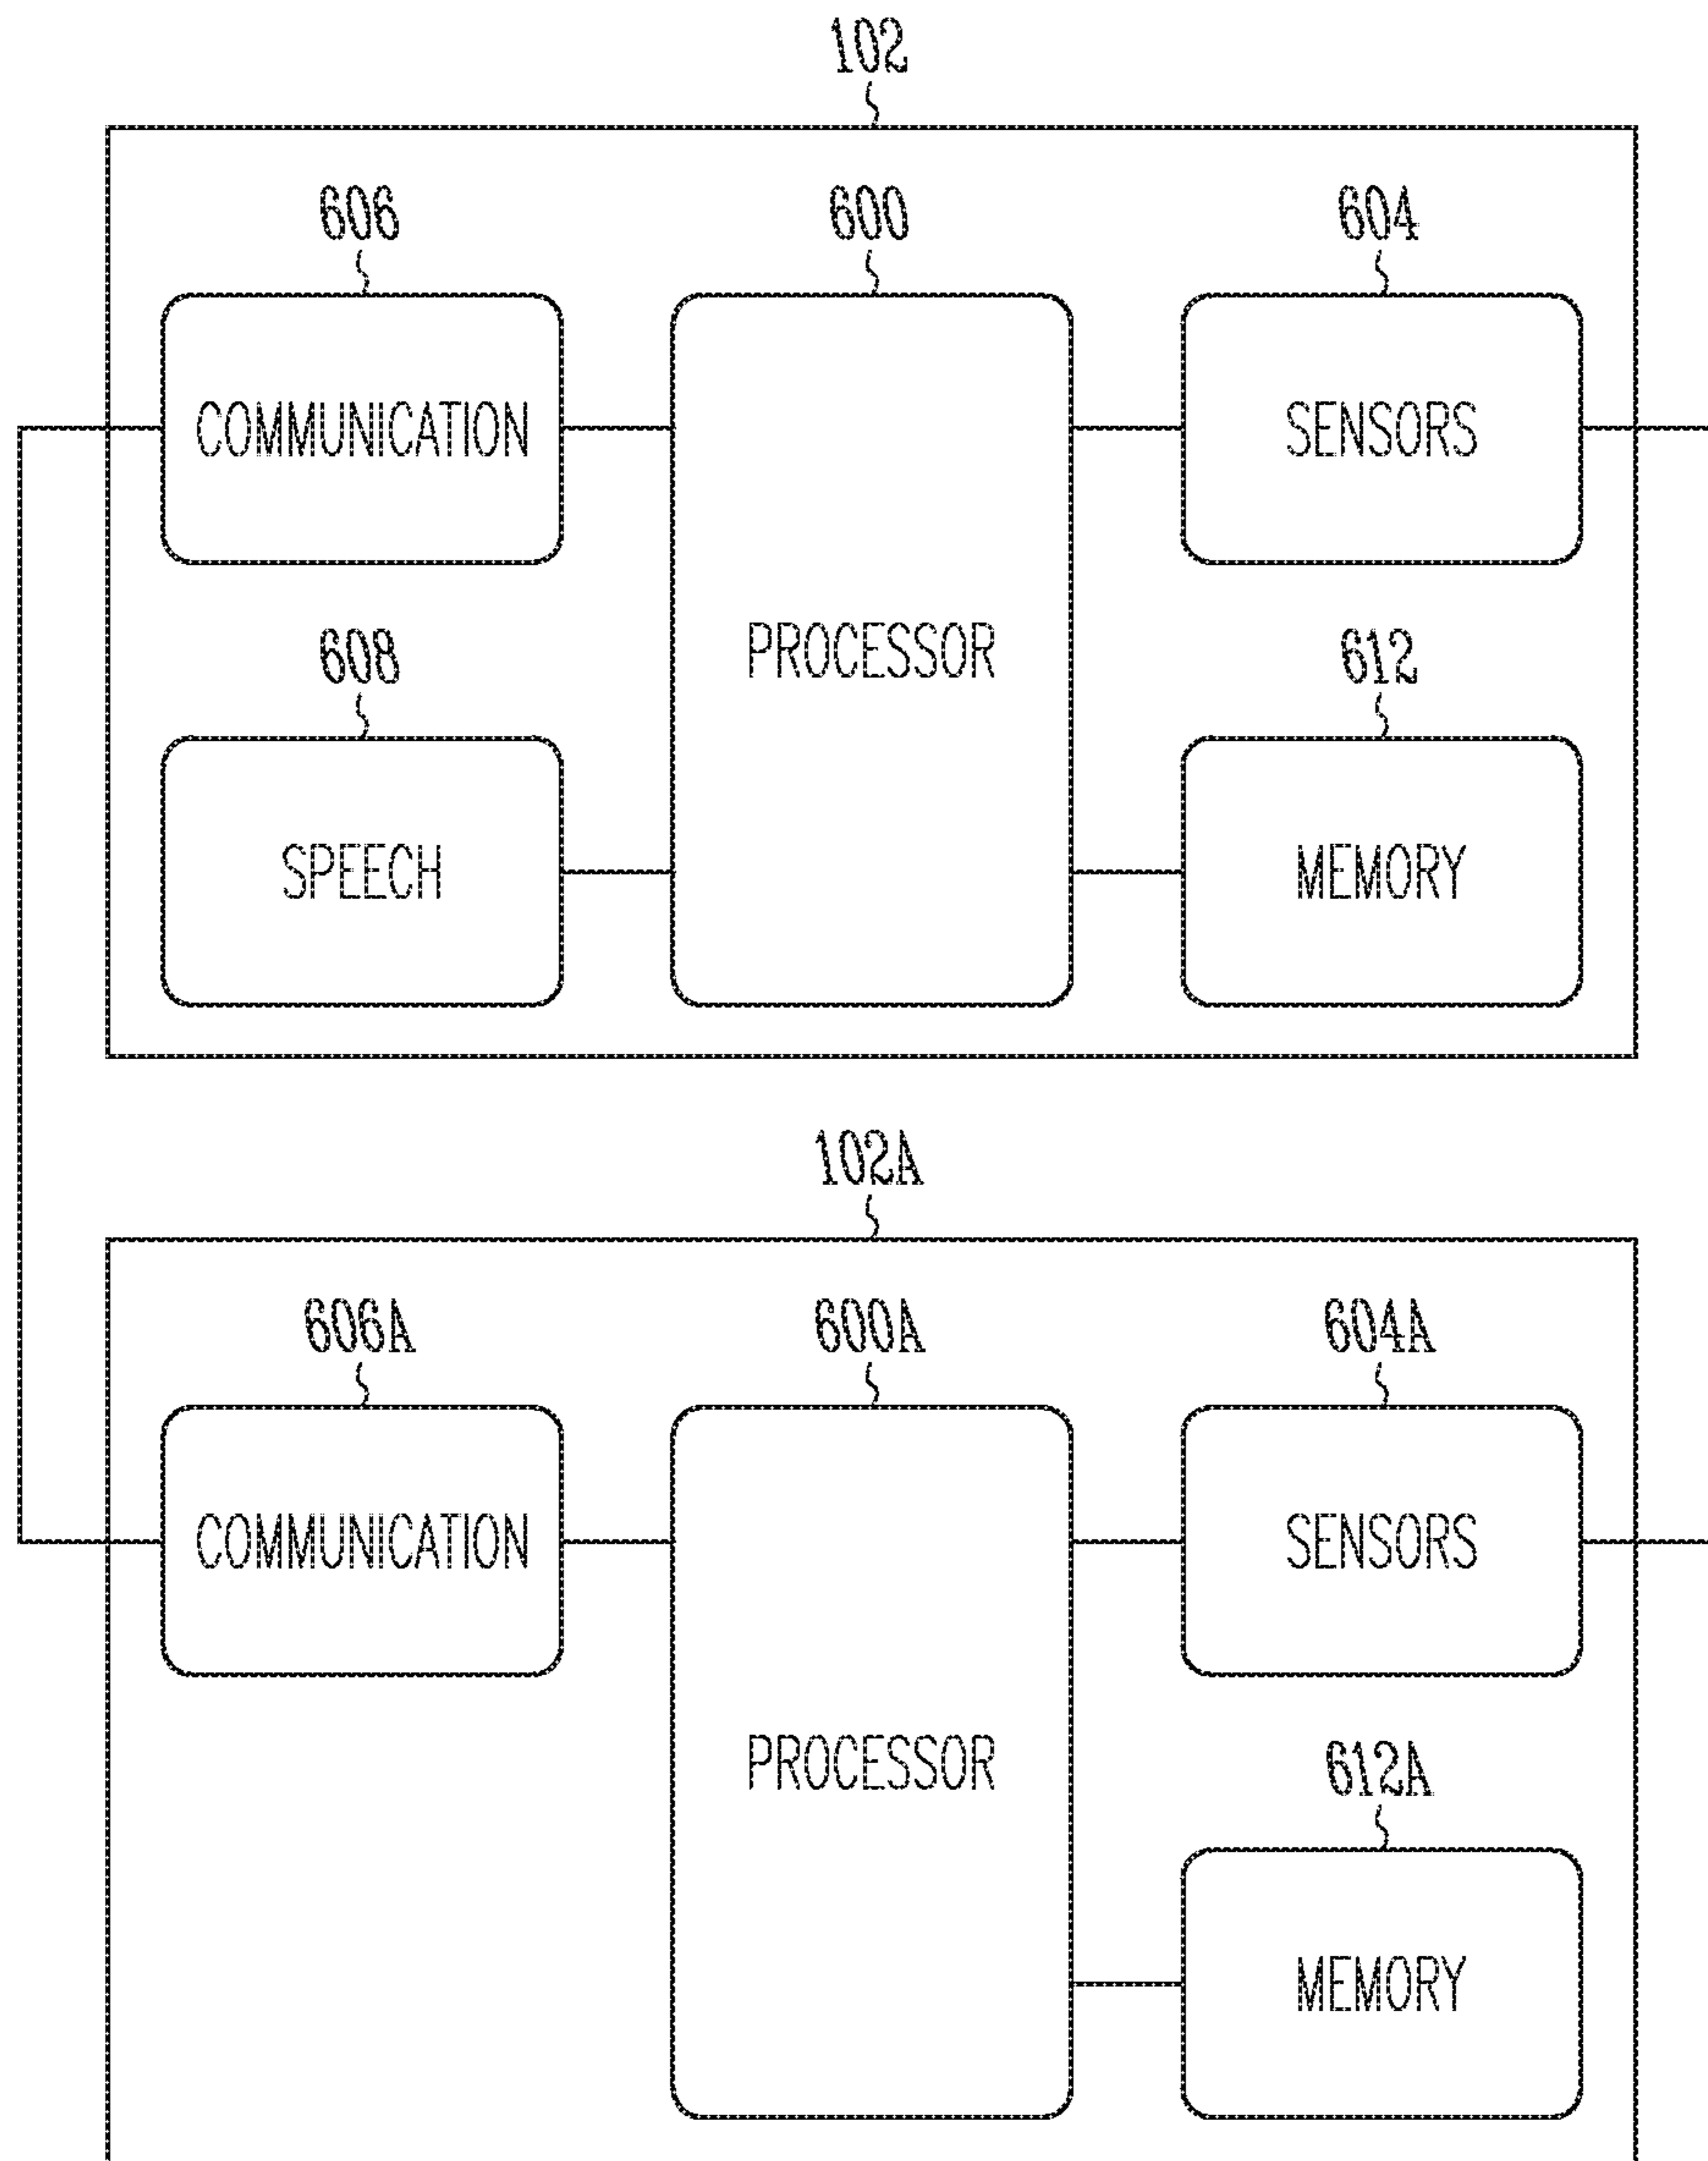 102
606
600
604
COMMUNICATION
SENSORS
PROCESSOR
608
612
SPEECH
MEMORY
102A
606A
600A
604A
COMMUNICATION
SENSORS
PROCESSOR
612A
MEMORY